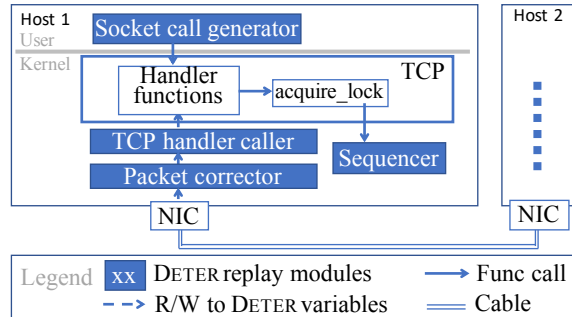 Host 1
Host 2
Socket call generator
User
Kernel
TCP
Handler
functions
acquire_lock
TCP handler caller
Sequencer
Packet corrector
NIC
NIC
Legend
xx
DETER replay modules
Func call
R/W to DETER variables
Cable